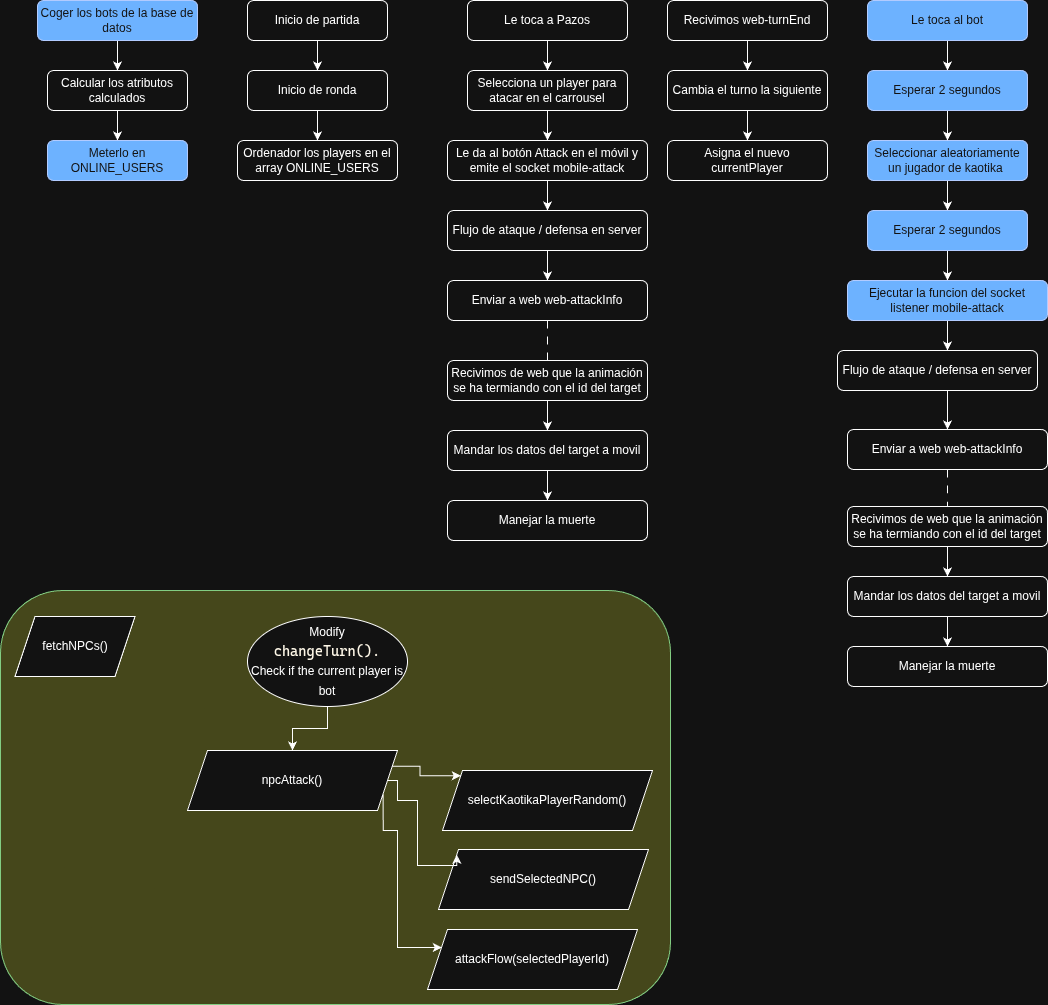 Coger los bots de la base de
datos
Calcular los atributos
calculados
Meterlo en
ONLINE_USERS
Inicio de partida
Inicio de ronda
Ordenador los players en el
array ONLINE_USERS
Le toca a Pazos
Selecciona un player para
atacar en el carrousel
Le da al botón Attack en el móvil y
emite el socket mobile-attack
Flujo de ataque / defensa en server
Enviar a web web-attackInfo
Recivimos de web que la animación
se ha termiando con el id del target
Mandar los datos del target a movil
Manejar la muerte
Recivimos web-turnEnd
Cambia el turno la siguiente
Asigna el nuevo
currentPlayer
Le toca al bot
Esperar 2 segundos
Seleccionar aleatoriamente
un jugador de kaotika
Esperar 2 segundos
Ejecutar la funcion del socket
listener mobile-attack
Flujo de ataque / defensa en server
Enviar a web web-attackInfo
Recivimos de web que la animación
se ha termiando con el id del target
Mandar los datos del target a movil
Manejar la muerte
fetchNPCs()
Modify
changeTurn().
Check if the current player is
bot
npcAttack()
selectKaotikaPlayerRandom()
sendSelectedNPC()
attackFlow(selectedPlayerId)